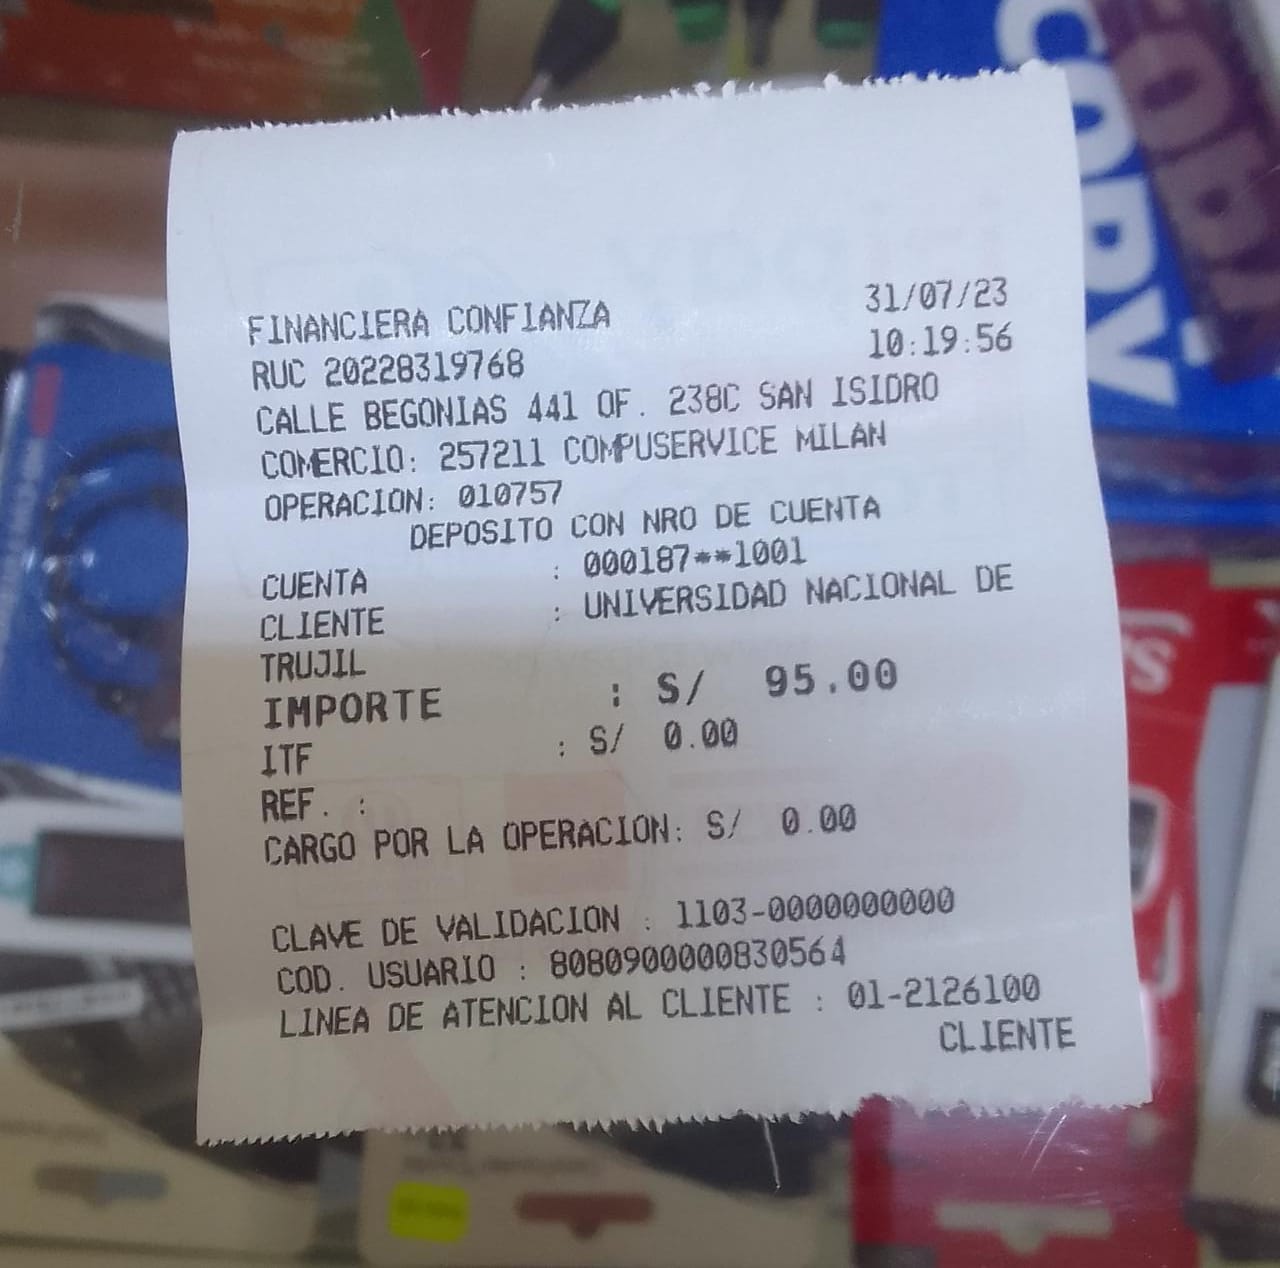 FINANCIERA CONFIANZA 31/07/23
RUC 20228319768 10:19:56
CALLE BEGONIAS 441 OF. 238C SAN ISIDRO
COMERCIO: 257211 COMPUSERVICE MILAN
OPERACION: 010757
DEPOSITO CON NRO DE CUENTA
CUENTA : 000187**1001
CLIENTE : UNIVERSIDAD NACIONAL DE
TRUJIL
IMPORTE : S/ 95.00
ITF : S/ 0.00
REF. :
CARGO POR LA OPERACION: S/ 0.00
CLAVE DE VALIDACION : 1103-0000000000
COD. USUARIO : 8080900000830564
LINEA DE ATENCION AL CLIENTE : 01-2126100
CLIENTE
COPY
COPY